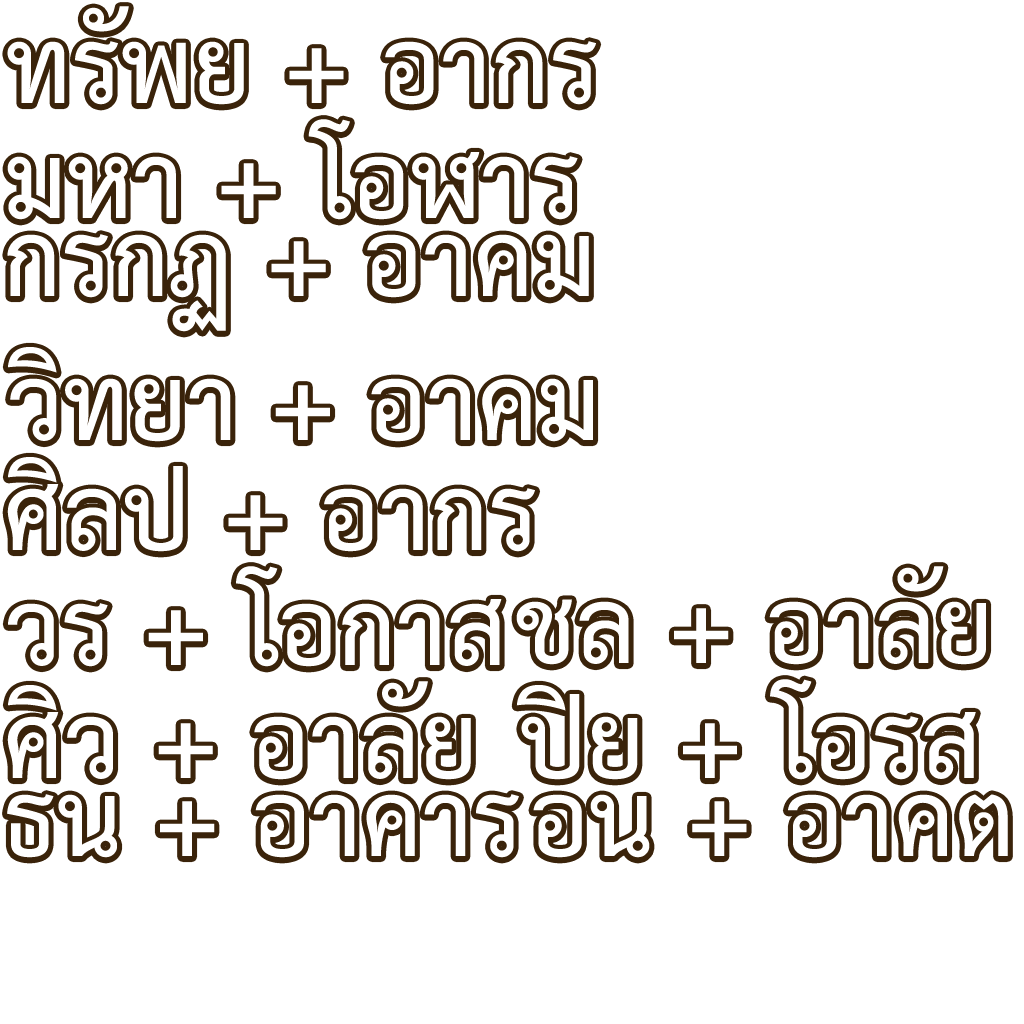 ทรัพย + อากร
มหา + โอฬาร
กรกฏ + อาคม
วิทยา + อาคม
ศิลป + อากร
วร + โอกาสชล + อาลัย
ศิว + อาลัย ปิย + โอรส
ธน + อาคารอน + อาคต